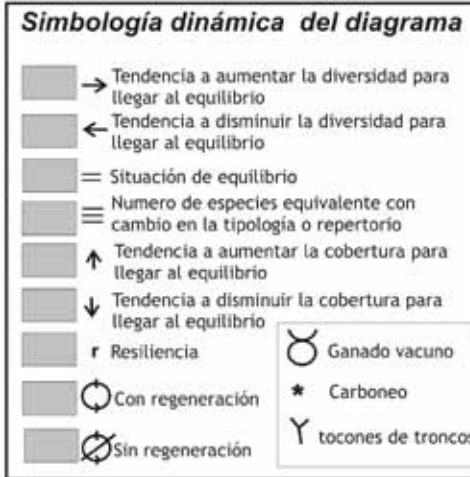 Simbología dinámica del diagrama
→ Tendencia a aumentar la diversidad para
llegar al equilibrio
← Tendencia a disminuir la diversidad para
llegar al equilibrio
= Situación de equilibrio
≡ Numero de especies equivalente con
cambio en la tipología o repertorio
↑ Tendencia a aumentar la cobertura para
llegar al equilibrio
↓ Tendencia a disminuir la cobertura para
llegar al equilibrio
r Resiliencia
Con regeneración
Sin regeneración
Ganado vacuno
* Carboneo
tocones de troncos